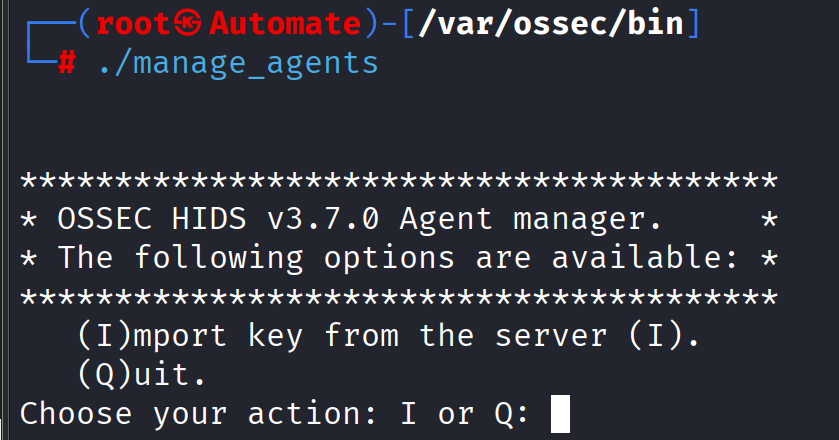 ┌──(root㉿Automate)-[/var/ossec/bin]
└─# ./manage_agents
****************************************
* OSSEC HIDS v3.7.0 Agent manager.     *
* The following options are available: *
****************************************
   (I)mport key from the server (I).
   (Q)uit.
Choose your action: I or Q: